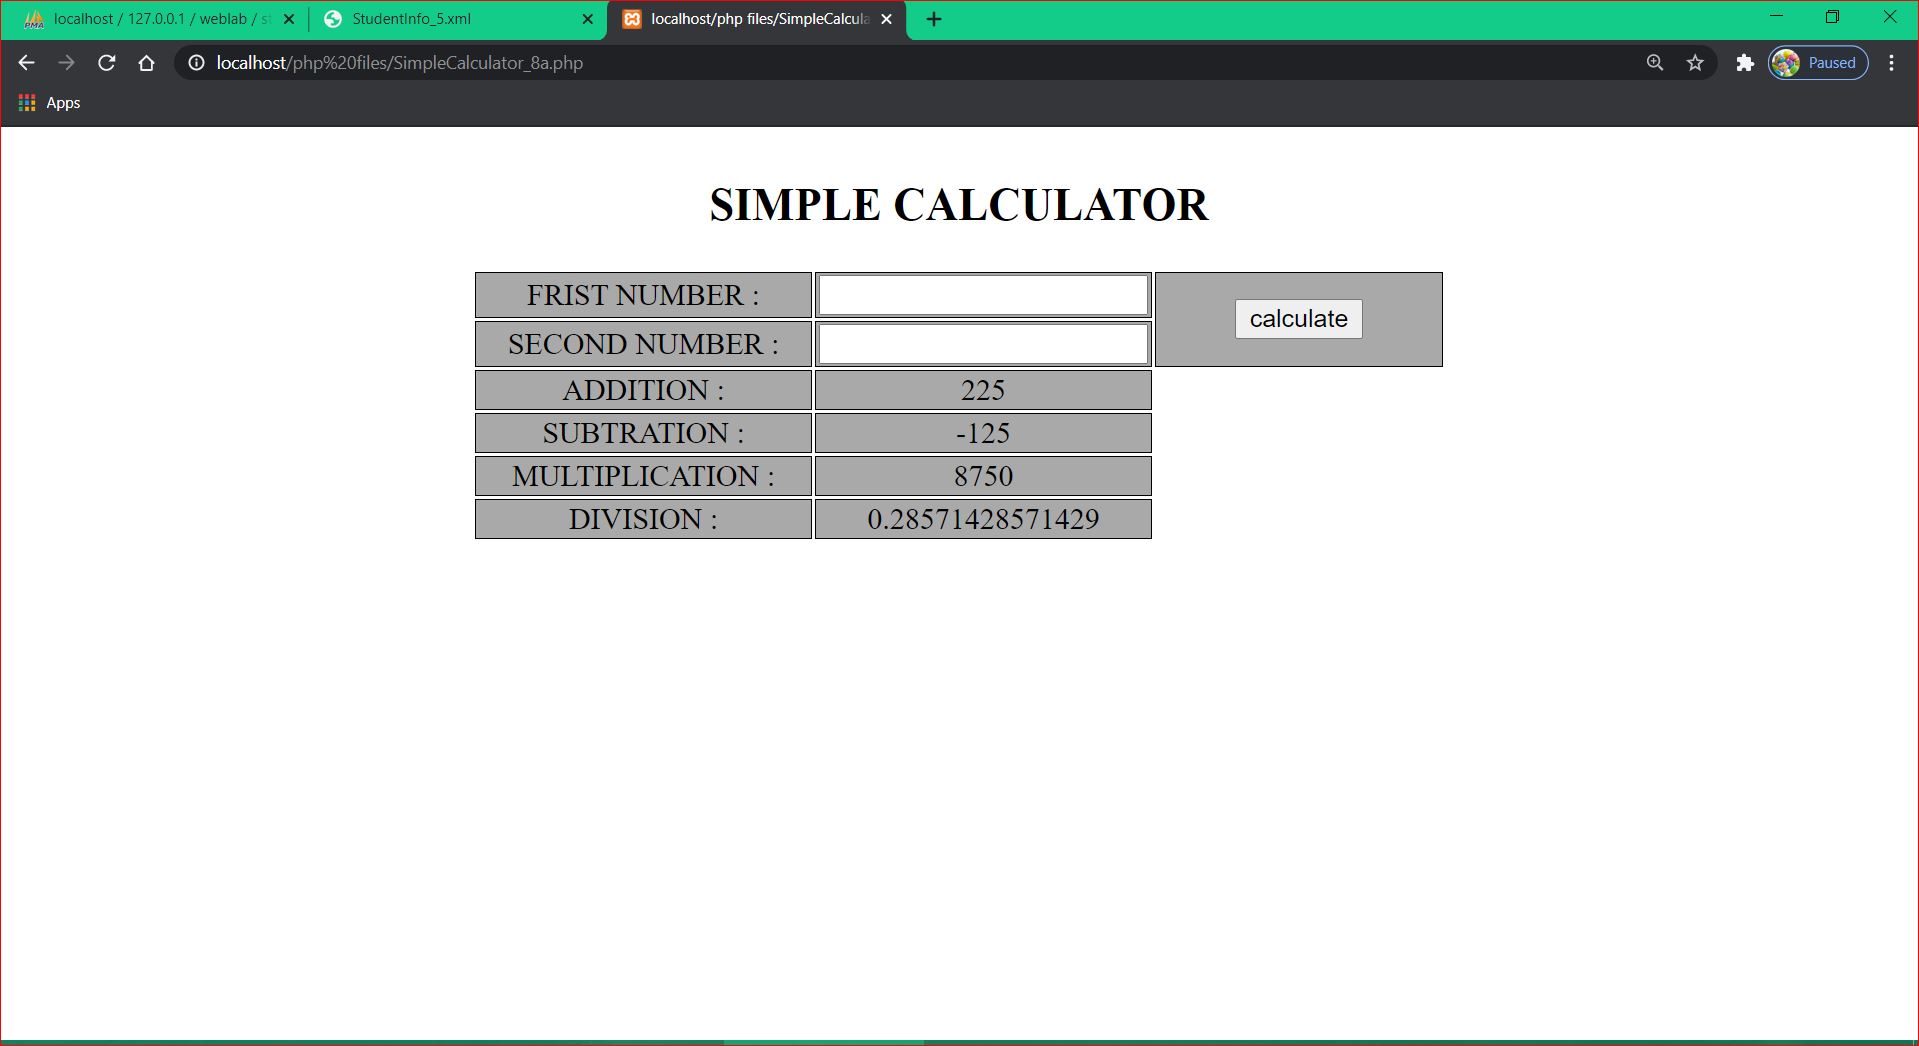 localhost / 127.0.0.1 / weblab / st
StudentInfo_5.xml
localhost/php files/SimpleCalcula
localhost/php%20files/SimpleCalculator_8a.php
Paused
Apps
SIMPLE CALCULATOR
FRIST NUMBER :
calculate
SECOND NUMBER :
ADDITION : 225
SUBTRATION : -125
MULTIPLICATION : 8750
DIVISION : 0.28571428571429